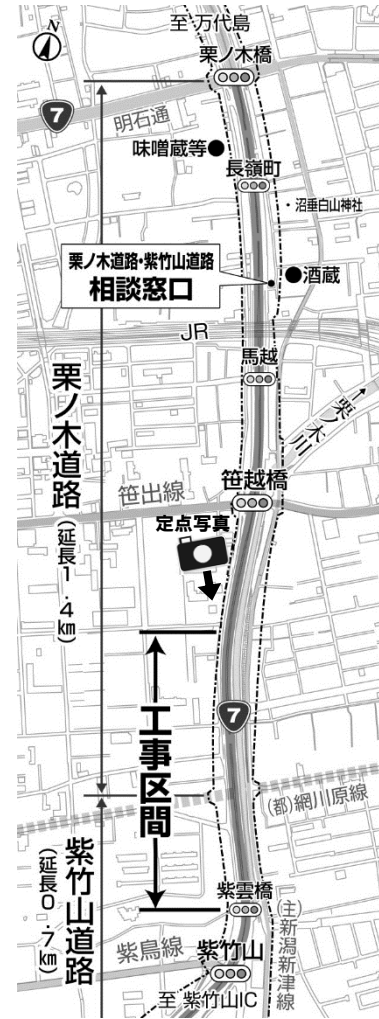 N
至 万代島
栗ノ木橋
7
明石通
味噌蔵等
長嶺町
・沼垂白山神社
栗ノ木道路・紫竹山道路
相談窓口
酒蔵
JR
馬越
栗ノ木道路
(延長1.4km)
栗ノ木川
笹出線
笹越橋
定点写真
工事区間
7
(都)網川原線
紫竹山道路
(延長0.7km)
紫雲橋
紫鳥線
紫竹山
(主)新潟新津線
至 紫竹山IC